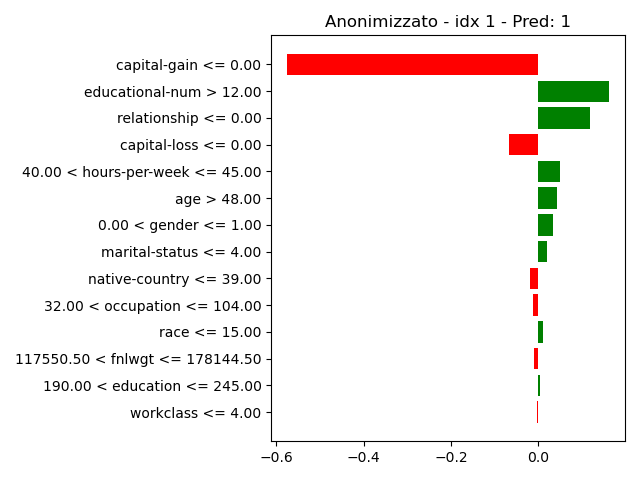 Anonimizzato - idx 1 - Pred: 1
capital-gain <= 0.00
educational-num > 12.00
relationship <= 0.00
capital-loss <= 0.00
40.00 < hours-per-week <= 45.00
age > 48.00
0.00 < gender <= 1.00
marital-status <= 4.00
native-country <= 39.00
32.00 < occupation <= 104.00
race <= 15.00
117550.50 < fnlwgt <= 178144.50
190.00 < education <= 245.00
workclass <= 4.00
−0.6 −0.4 −0.2 0.0